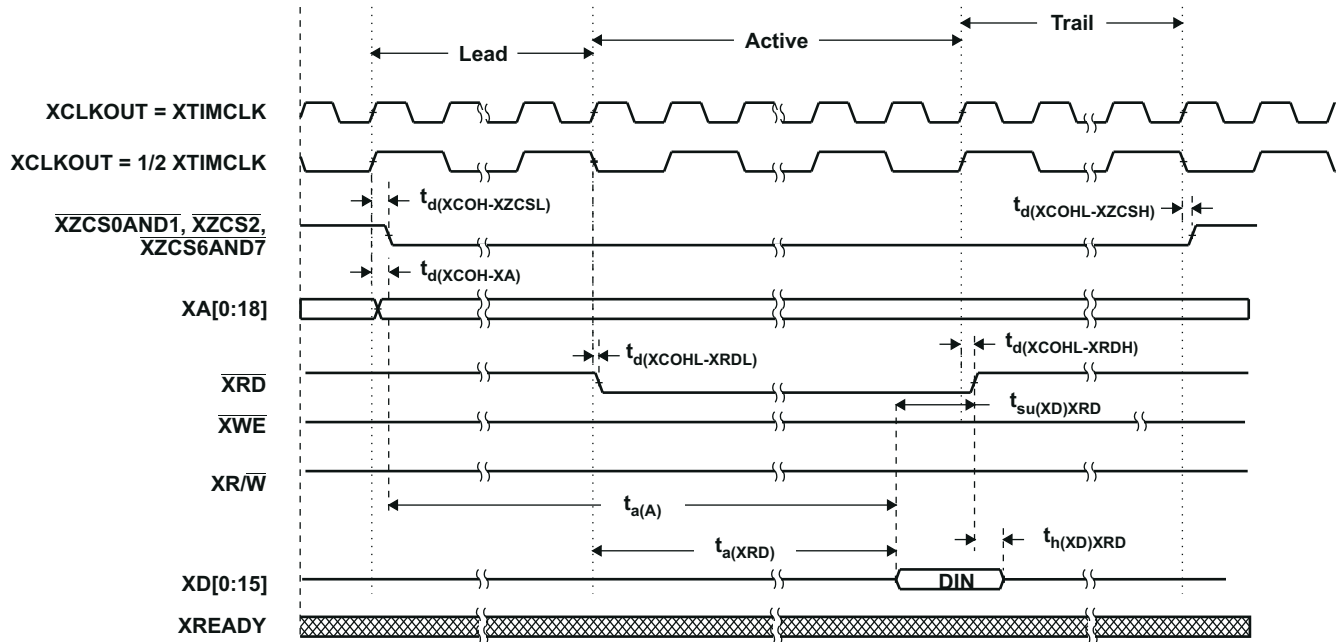 Trail
Active
Lead
XCLKOUT = XTIMCLK
XCLKOUT = 1/2 XTIMCLK
td(XCOH-XZCSL)
td(XCOHL-XZCSH)
XZCS0AND1, XZCS2,
XZCS6AND7
td(XCOH-XA)
XA[0:18]
td(XCOHL-XRDL)
td(XCOHL-XRDH)
XRD
tsu(XD)XRD
XWE
XR/W
ta(A)
ta(XRD)
th(XD)XRD
XD[0:15]
DIN
XREADY